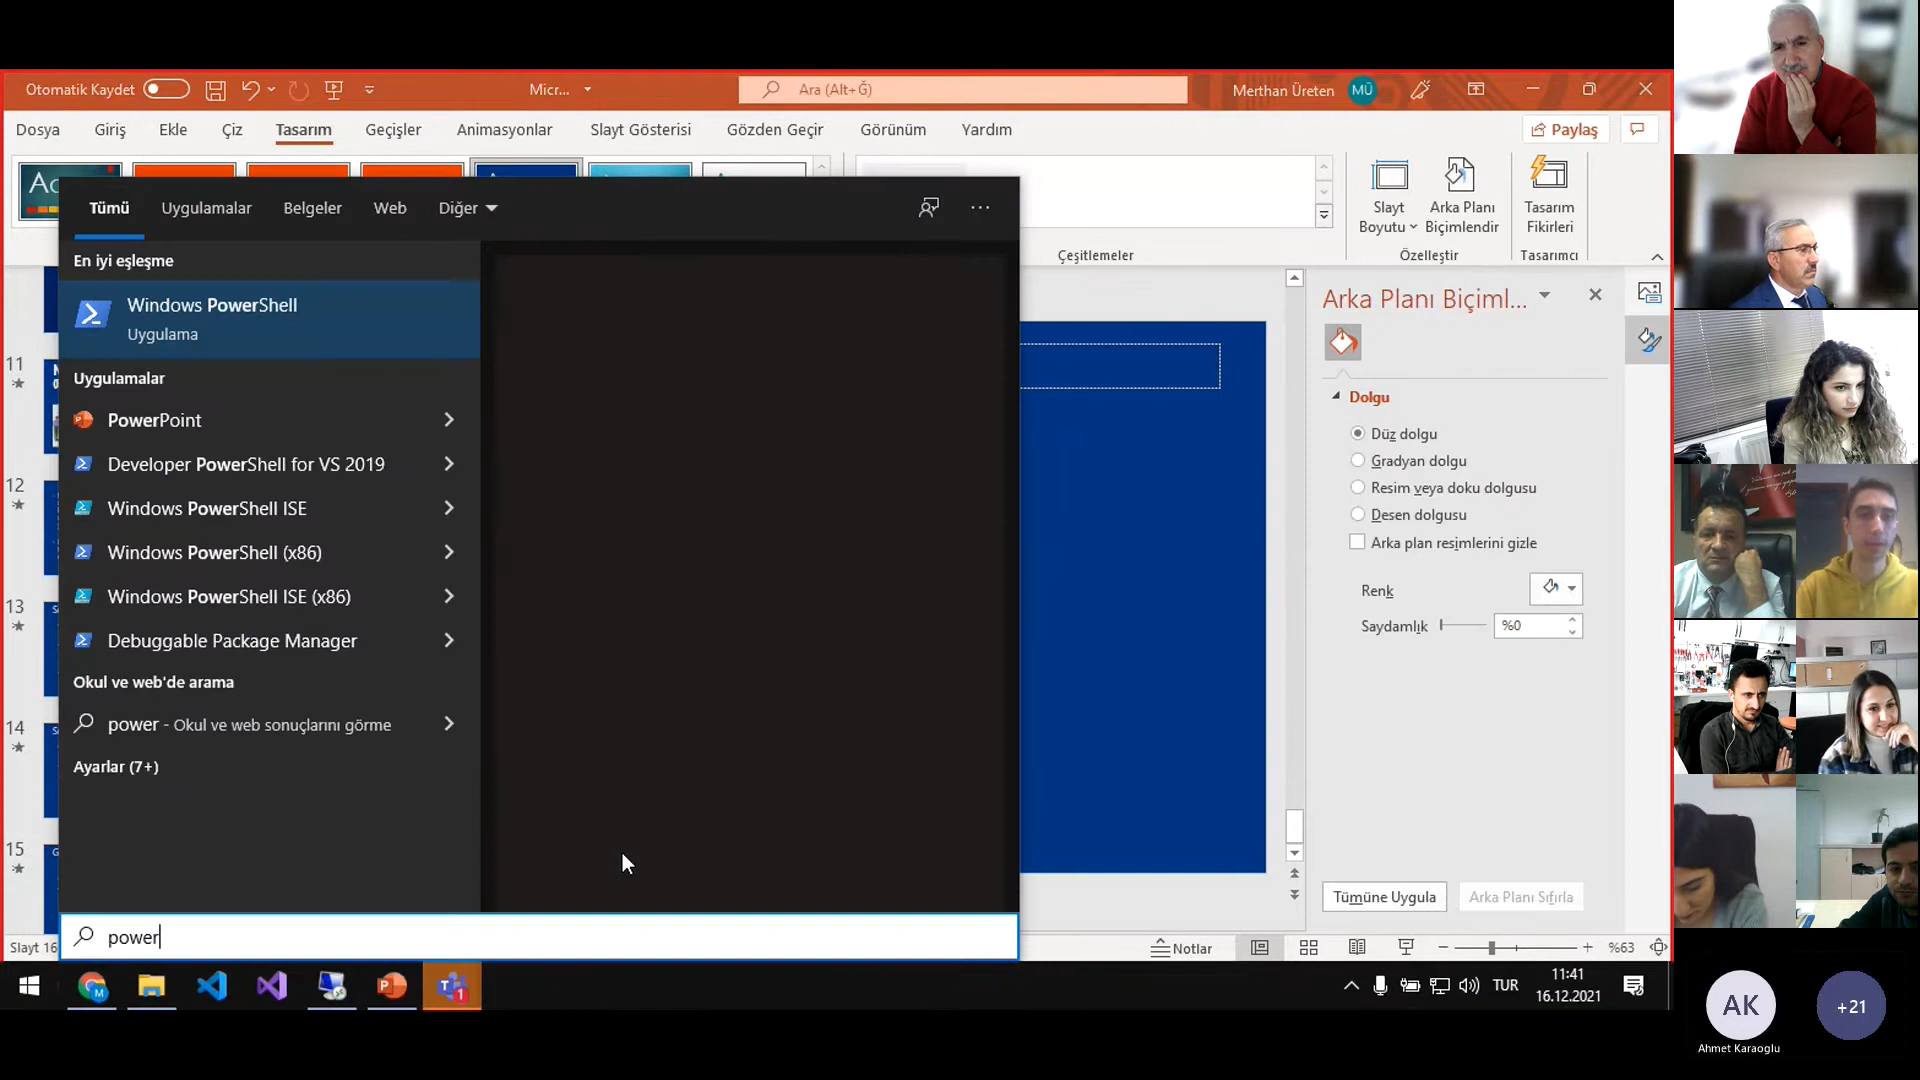 Otomatik Kaydet
Micr...
Ara (Alt+Ğ)
Merthan Üreten
MÜ
Dosya
Giriş
Ekle
Çiz
Tasarım
Geçişler
Animasyonlar
Slayt Gösterisi
Gözden Geçir
Görünüm
Yardım
Paylaş
Slayt
Boyutu
Arka Planı
Biçimlendir
Tasarım
Fikirleri
Çeşitlemeler
Özelleştir
Tasarımcı
Tümü
Uygulamalar
Belgeler
Web
Diğer
En iyi eşleşme
Windows PowerShell
Uygulama
Uygulamalar
PowerPoint
Developer PowerShell for VS 2019
Windows PowerShell ISE
Windows PowerShell (x86)
Windows PowerShell ISE (x86)
Debuggable Package Manager
Okul ve web'de arama
power - Okul ve web sonuçlarını görme
Ayarlar (7+)
power
11
12
13
14
15
Slayt 16
Arka Planı Biçiml...
Dolgu
Düz dolgu
Gradyan dolgu
Resim veya doku dolgusu
Desen dolgusu
Arka plan resimlerini gizle
Renk
Saydamlık
%0
Tümüne Uygula
Arka Planı Sıfırla
Notlar
%63
TUR
11:41
16.12.2021
AK
Ahmet Karaoglu
+21